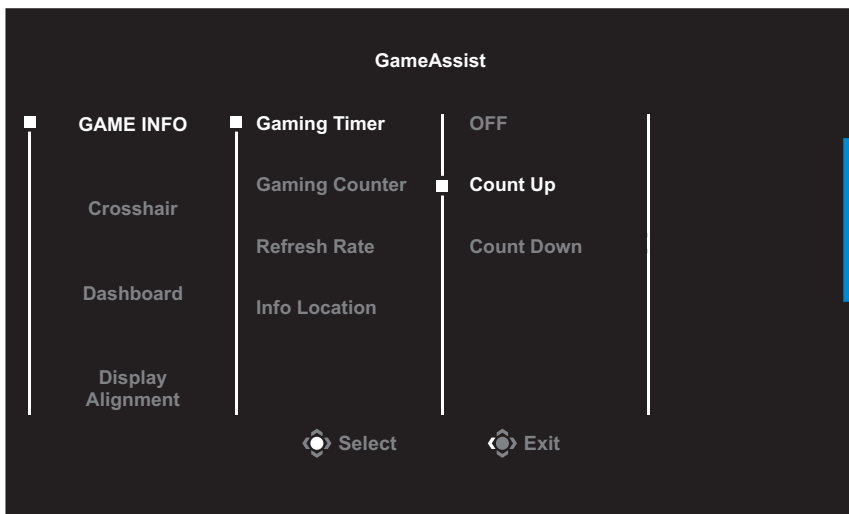 GameAssist
GAME INFO
Crosshair
Dashboard
Display
Alignment
Gaming Timer
Gaming Counter
Refresh Rate
Info Location
OFF
Count Up
Count Down
Select
Exit